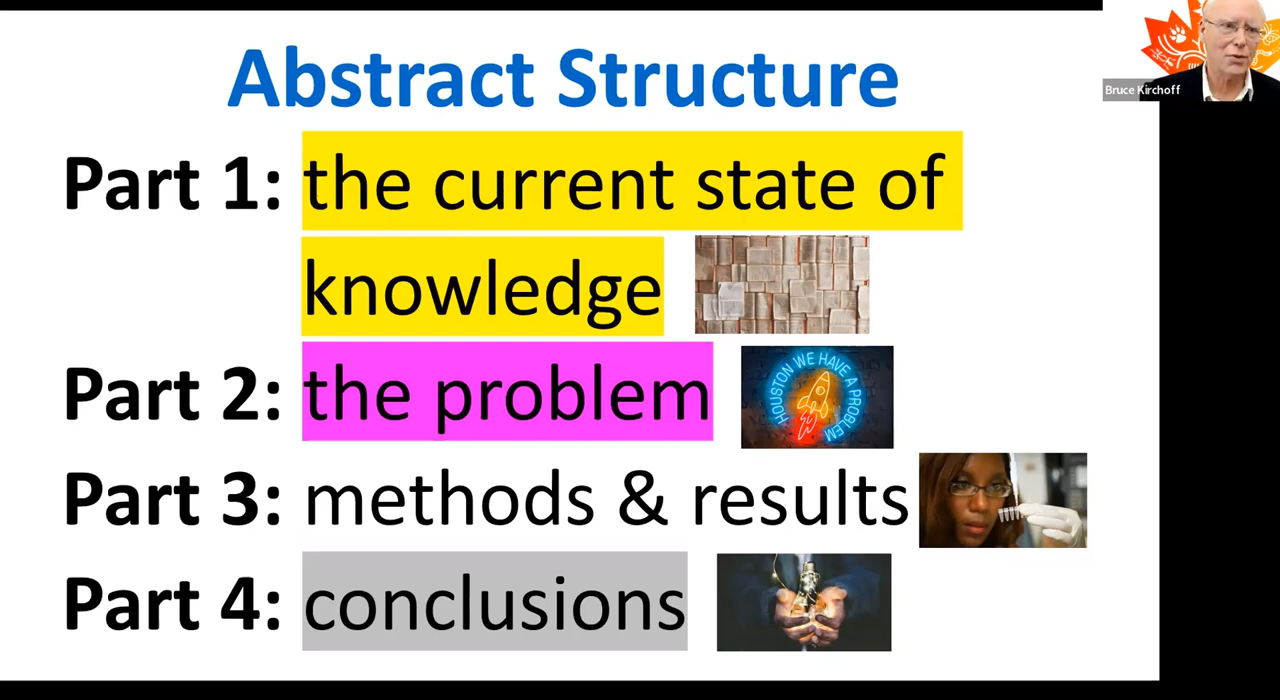 Abstract Structure
Bruce Kirchoff
Part 1: the current state of
knowledge
Part 2: the problem
HOUSTON WE HAVE A PROBLEM
Part 3: methods & results
Part 4: conclusions